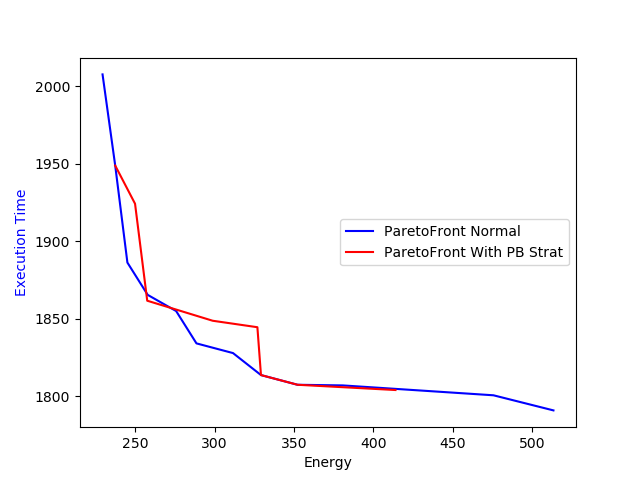 2000
1950
1900
1850
1800
Execution Time
ParetoFront Normal
ParetoFront With PB Strat
250 300 350 400 450 500
Energy